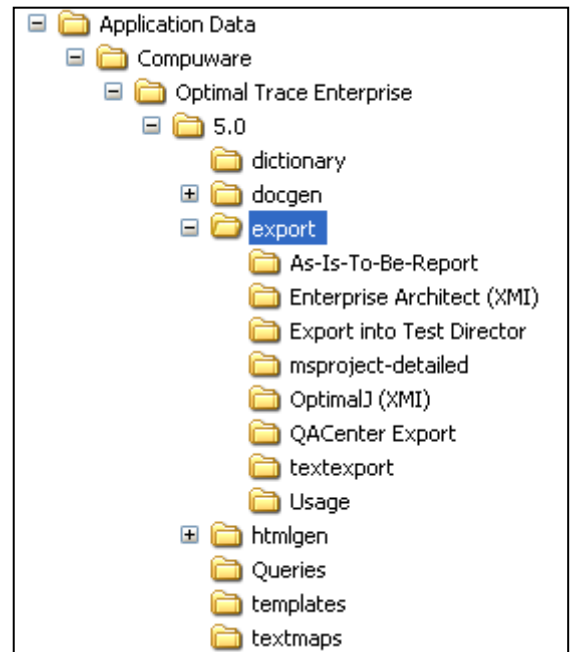 Application Data
Compuware
Optimal Trace Enterprise
5.0
dictionary
docgen
export
As-Is-To-Be-Report
Enterprise Architect (XMI)
Export into Test Director
msproject-detailed
OptimalJ (XMI)
QACenter Export
textexport
Usage
htmlgen
Queries
templates
textmaps